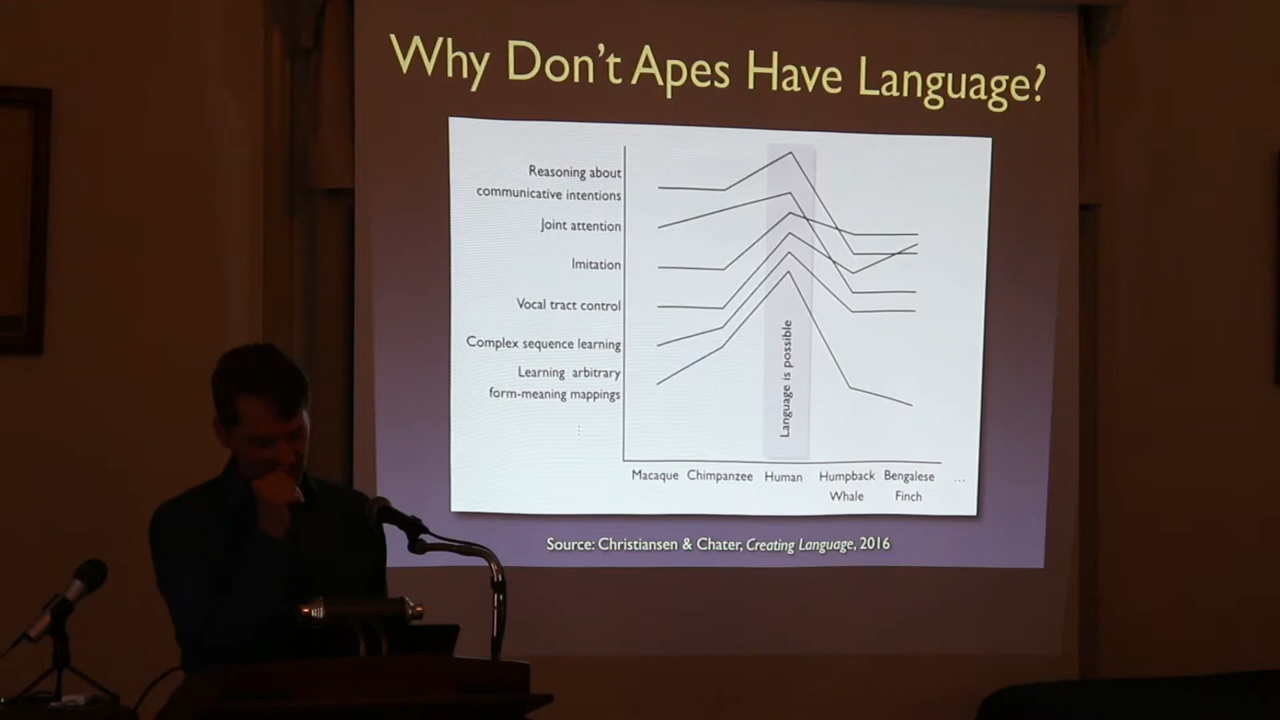 Why Don't Apes Have Language?
Reasoning about
communicative intentions
Joint attention
Imitation
Vocal tract control
Complex sequence learning
Learning arbitrary
form-meaning mappings
Language is possible
Macaque Chimpanzee Human Humpback Bengalese ...
Whale Finch
Source: Christiansen & Chater, Creating Language, 2016